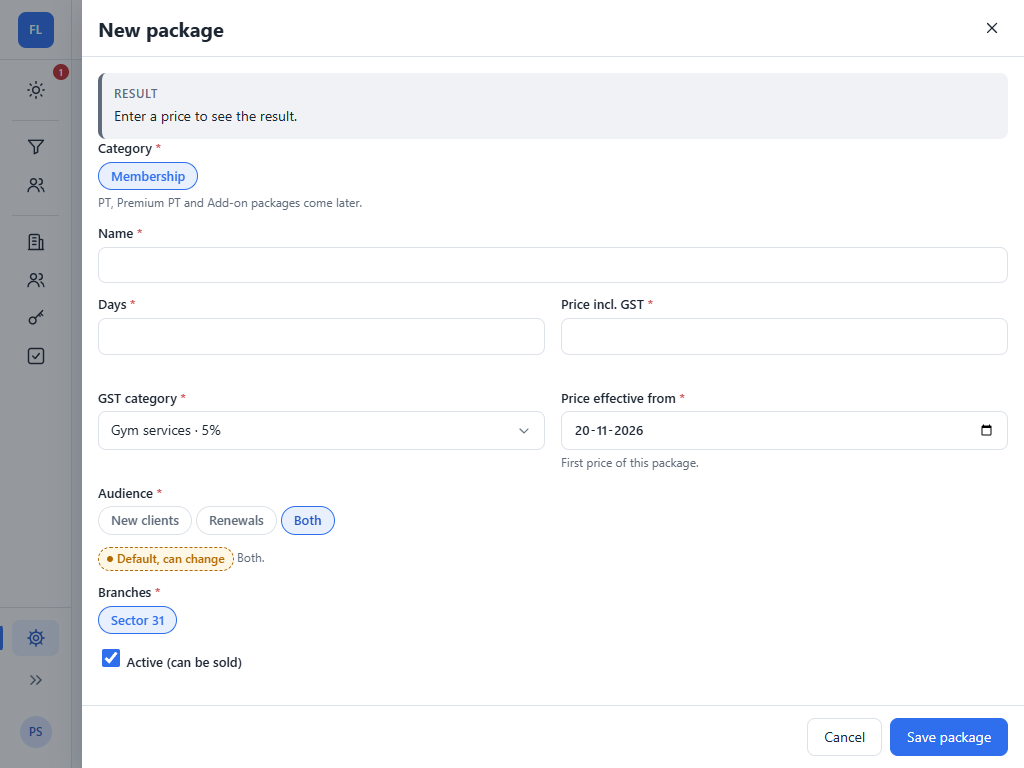 FL
New package
1
RESULT
Enter a price to see the result.
Category *
Membership
PT, Premium PT and Add-on packages come later.
Name *
Days *
Price incl. GST *
GST category *
Price effective from *
Gym services · 5%
20-11-2026
First price of this package.
Audience *
New clients
Renewals
Both
Default, can change Both.
Branches *
Sector 31
Active (can be sold)
PS
Cancel
Save package